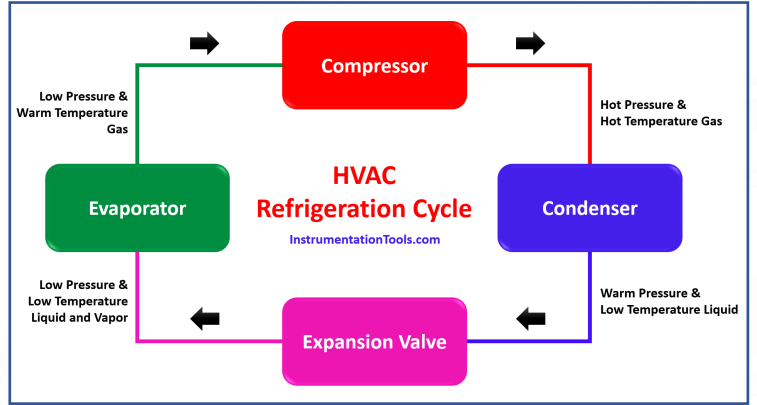 Compressor
Low Pressure &
Warm Temperature
Gas
Hot Pressure &
Hot Temperature Gas
HVAC
Refrigeration Cycle
InstrumentationTools.com
Evaporator
Condenser
Low Pressure &
Low Temperature
Liquid and Vapor
Warm Pressure &
Low Temperature Liquid
Expansion Valve